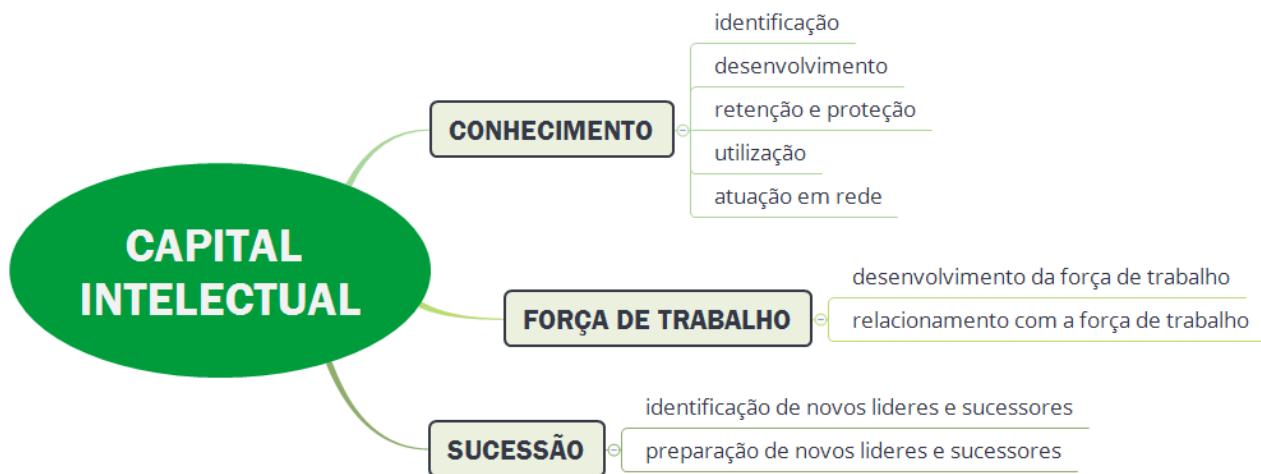 CAPITAL
INTELECTUAL
CONHECIMENTO
identificação
desenvolvimento
retenção e proteção
utilização
atuação em rede
FORÇA DE TRABALHO
desenvolvimento da força de trabalho
relacionamento com a força de trabalho
SUCESSÃO
identificação de novos lideres e sucessores
preparação de novos lideres e sucessores